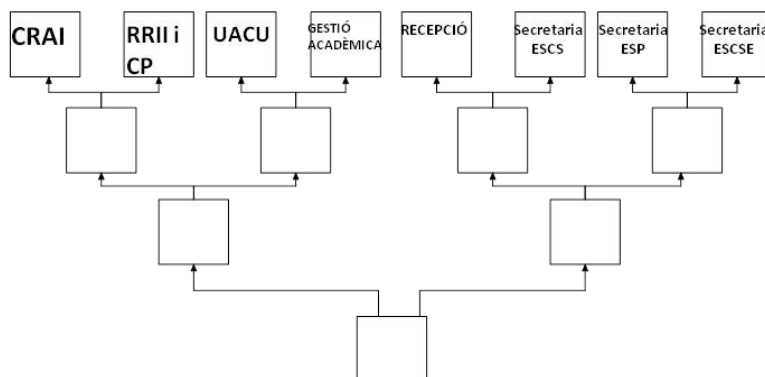 CRAI
RRII i
CP
UACU
GESTIÓ
ACADÈMICA
RECEPCIÓ
Secretaria
ESCS
Secretaria
ESP
Secretaria
ESCSE